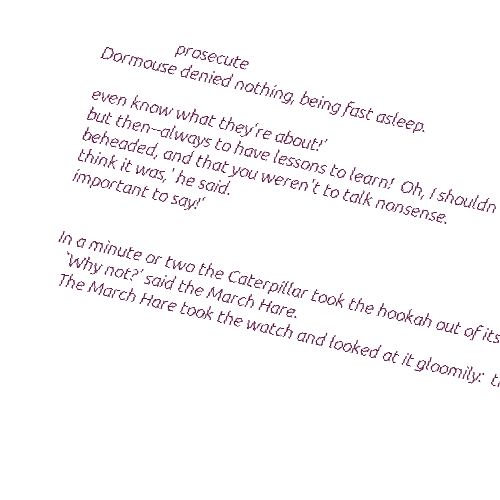 prosecute
Dormouse denied nothing, being fast asleep.
even know what they're about!'
but then--always to have lessons to learn!  Oh, I shouldn
beheaded, and that you weren't to talk nonsense.
think it was,' he said.
important to say!'
In a minute or two the Caterpillar took the hookah out of its
`Why not?' said the March Hare.
The March Hare took the watch and looked at it gloomily: